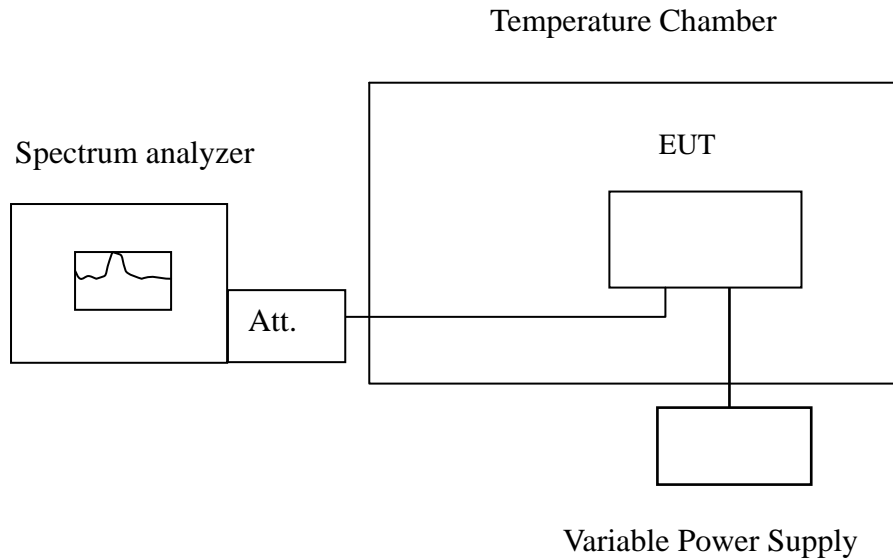 Temperature Chamber
Spectrum analyzer
EUT
Att.
Variable Power Supply